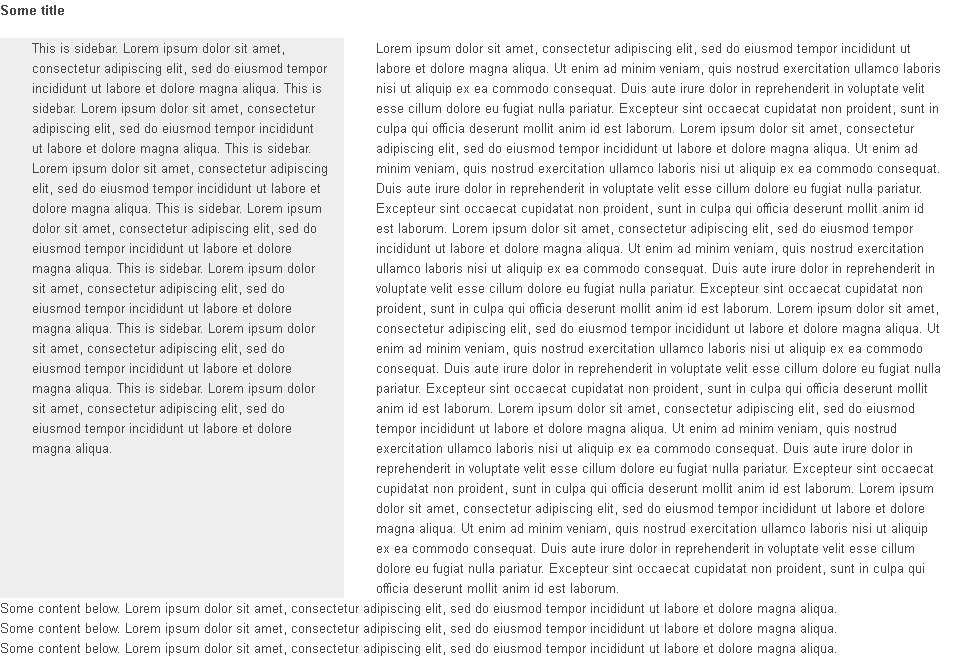 Some title
This is sidebar. Lorem ipsum dolor sit amet,
consectetur adipiscing elit, sed do eiusmod tempor
incididunt ut labore et dolore magna aliqua. This is
sidebar. Lorem ipsum dolor sit amet, consectetur
adipiscing elit, sed do eiusmod tempor incididunt
ut labore et dolore magna aliqua. This is sidebar.
Lorem ipsum dolor sit amet, consectetur adipiscing
elit, sed do eiusmod tempor incididunt ut labore et
dolore magna aliqua. This is sidebar. Lorem ipsum
dolor sit amet, consectetur adipiscing elit, sed do
eiusmod tempor incididunt ut labore et dolore
magna aliqua. This is sidebar. Lorem ipsum dolor
sit amet, consectetur adipiscing elit, sed do
eiusmod tempor incididunt ut labore et dolore
magna aliqua. This is sidebar. Lorem ipsum dolor
sit amet, consectetur adipiscing elit, sed do
eiusmod tempor incididunt ut labore et dolore
magna aliqua. This is sidebar. Lorem ipsum dolor
sit amet, consectetur adipiscing elit, sed do
eiusmod tempor incididunt ut labore et dolore
magna aliqua.
Lorem ipsum dolor sit amet, consectetur adipiscing elit, sed do eiusmod tempor incididunt ut
labore et dolore magna aliqua. Ut enim ad minim veniam, quis nostrud exercitation ullamco laboris
nisi ut aliquip ex ea commodo consequat. Duis aute irure dolor in reprehenderit in voluptate velit
esse cillum dolore eu fugiat nulla pariatur. Excepteur sint occaecat cupidatat non proident, sunt in
culpa qui officia deserunt mollit anim id est laborum. Lorem ipsum dolor sit amet, consectetur
adipiscing elit, sed do eiusmod tempor incididunt ut labore et dolore magna aliqua. Ut enim ad
minim veniam, quis nostrud exercitation ullamco laboris nisi ut aliquip ex ea commodo consequat.
Duis aute irure dolor in reprehenderit in voluptate velit esse cillum dolore eu fugiat nulla pariatur.
Excepteur sint occaecat cupidatat non proident, sunt in culpa qui officia deserunt mollit anim id
est laborum. Lorem ipsum dolor sit amet, consectetur adipiscing elit, sed do eiusmod tempor
incididunt ut labore et dolore magna aliqua. Ut enim ad minim veniam, quis nostrud exercitation
ullamco laboris nisi ut aliquip ex ea commodo consequat. Duis aute irure dolor in reprehenderit in
voluptate velit esse cillum dolore eu fugiat nulla pariatur. Excepteur sint occaecat cupidatat non
proident, sunt in culpa qui officia deserunt mollit anim id est laborum. Lorem ipsum dolor sit amet,
consectetur adipiscing elit, sed do eiusmod tempor incididunt ut labore et dolore magna aliqua. Ut
enim ad minim veniam, quis nostrud exercitation ullamco laboris nisi ut aliquip ex ea commodo
consequat. Duis aute irure dolor in reprehenderit in voluptate velit esse cillum dolore eu fugiat nulla
pariatur. Excepteur sint occaecat cupidatat non proident, sunt in culpa qui officia deserunt mollit
anim id est laborum. Lorem ipsum dolor sit amet, consectetur adipiscing elit, sed do eiusmod
tempor incididunt ut labore et dolore magna aliqua. Ut enim ad minim veniam, quis nostrud
exercitation ullamco laboris nisi ut aliquip ex ea commodo consequat. Duis aute irure dolor in
reprehenderit in voluptate velit esse cillum dolore eu fugiat nulla pariatur. Excepteur sint occaecat
cupidatat non proident, sunt in culpa qui officia deserunt mollit anim id est laborum. Lorem ipsum
dolor sit amet, consectetur adipiscing elit, sed do eiusmod tempor incididunt ut labore et dolore
magna aliqua. Ut enim ad minim veniam, quis nostrud exercitation ullamco laboris nisi ut aliquip
ex ea commodo consequat. Duis aute irure dolor in reprehenderit in voluptate velit esse cillum
dolore eu fugiat nulla pariatur. Excepteur sint occaecat cupidatat non proident, sunt in culpa qui
officia deserunt mollit anim id est laborum.
Some content below. Lorem ipsum dolor sit amet, consectetur adipiscing elit, sed do eiusmod tempor incididunt ut labore et dolore magna aliqua.
Some content below. Lorem ipsum dolor sit amet, consectetur adipiscing elit, sed do eiusmod tempor incididunt ut labore et dolore magna aliqua.
Some content below. Lorem ipsum dolor sit amet, consectetur adipiscing elit, sed do eiusmod tempor incididunt ut labore et dolore magna aliqua.